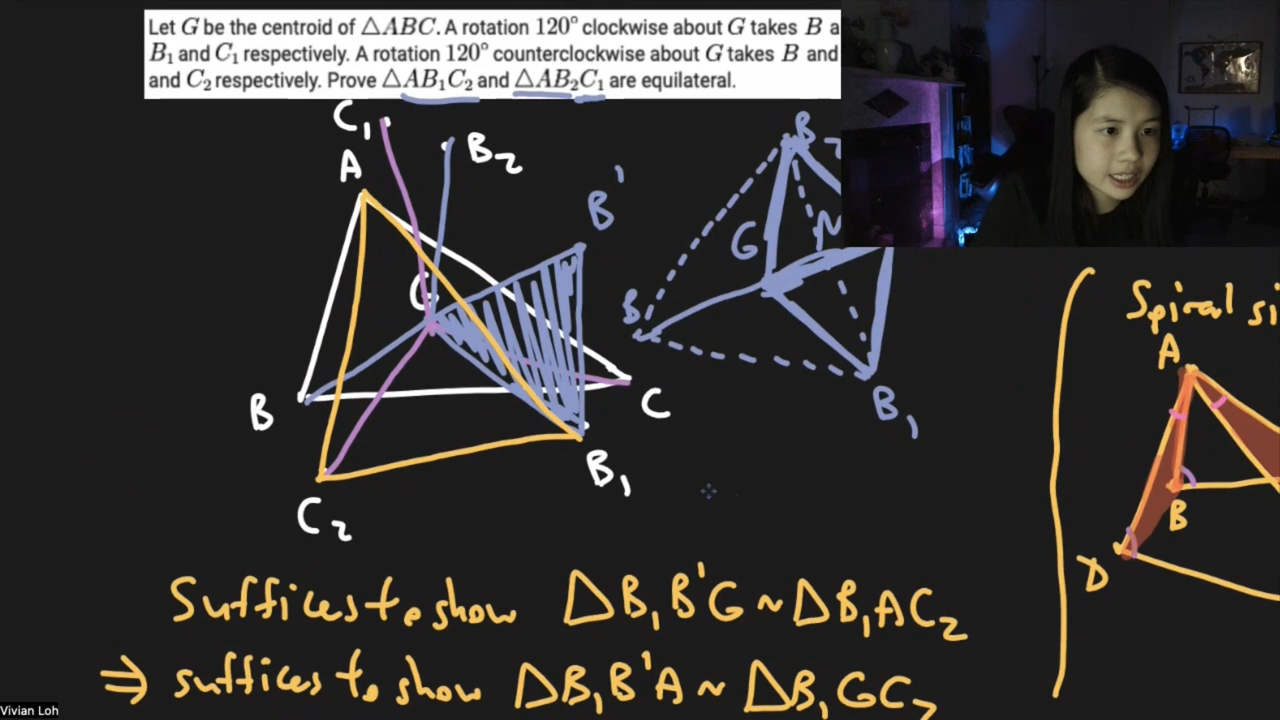 Let G be the centroid of △ABC. A rotation 120° clockwise about G takes B a
B₁ and C₁ respectively. A rotation 120° counterclockwise about G takes B and
and C₂ respectively. Prove △AB₁C₂ and △AB₂C₁ are equilateral.
C₁
A
B₂
B'
G
B
C
B₁
C₂
B₂
G
M
B
B₁
Spiral si
A
B
D
Suffices to show △B₁B'G ~ △B₁AC₂
⇒ suffices to show △B₁B'A ~ △B₁GC₂
Vivian Loh